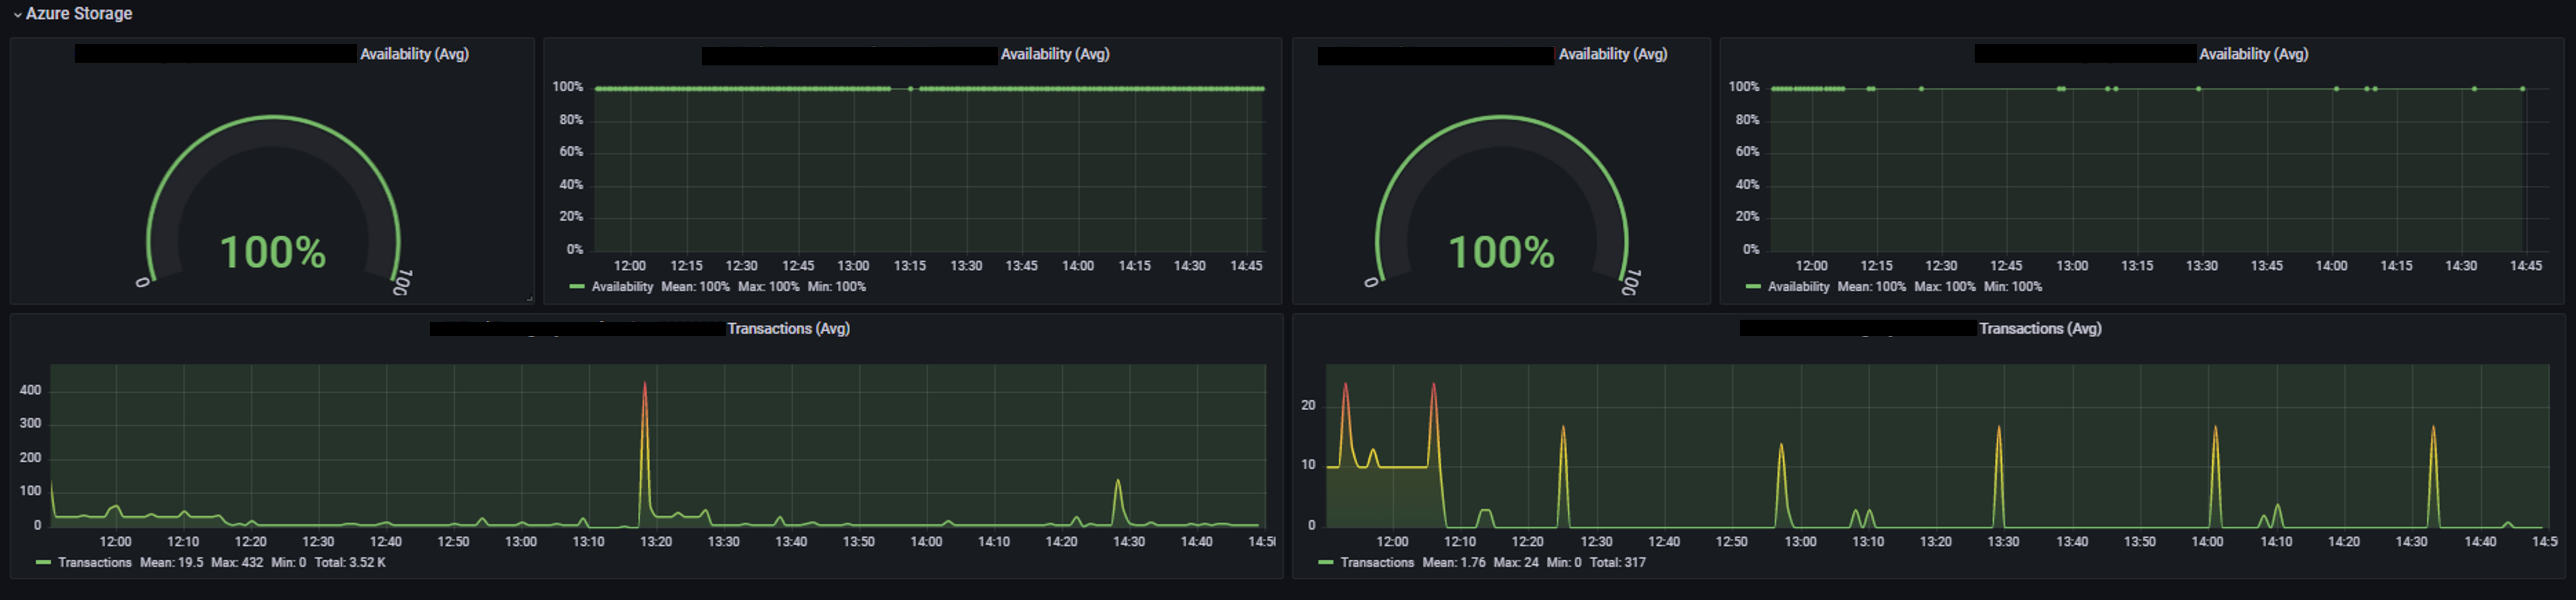 Azure Storage
Availability (Avg)
100%
0
100
Availability (Avg)
100%
80%
60%
40%
20%
0%
12:00 12:15 12:30 12:45 13:00 13:15 13:30 13:45 14:00 14:15 14:30 14:45
Availability Mean: 100% Max: 100% Min: 100%
Availability (Avg)
100%
0
100
Availability (Avg)
100%
80%
60%
40%
20%
0%
12:00 12:15 12:30 12:45 13:00 13:15 13:30 13:45 14:00 14:15 14:30 14:45
Availability Mean: 100% Max: 100% Min: 100%
Transactions (Avg)
400
300
200
100
0
12:00 12:10 12:20 12:30 12:40 12:50 13:00 13:10 13:20 13:30 13:40 13:50 14:00 14:10 14:20 14:30 14:40
Transactions Mean: 19.5 Max: 432 Min: 0 Total: 3.52 K
Transactions (Avg)
20
10
0
12:00 12:10 12:20 12:30 12:40 12:50 13:00 13:10 13:20 13:30 13:40 13:50 14:00 14:10 14:20 14:30 14:40 14:5
Transactions Mean: 1.76 Max: 24 Min: 0 Total: 317